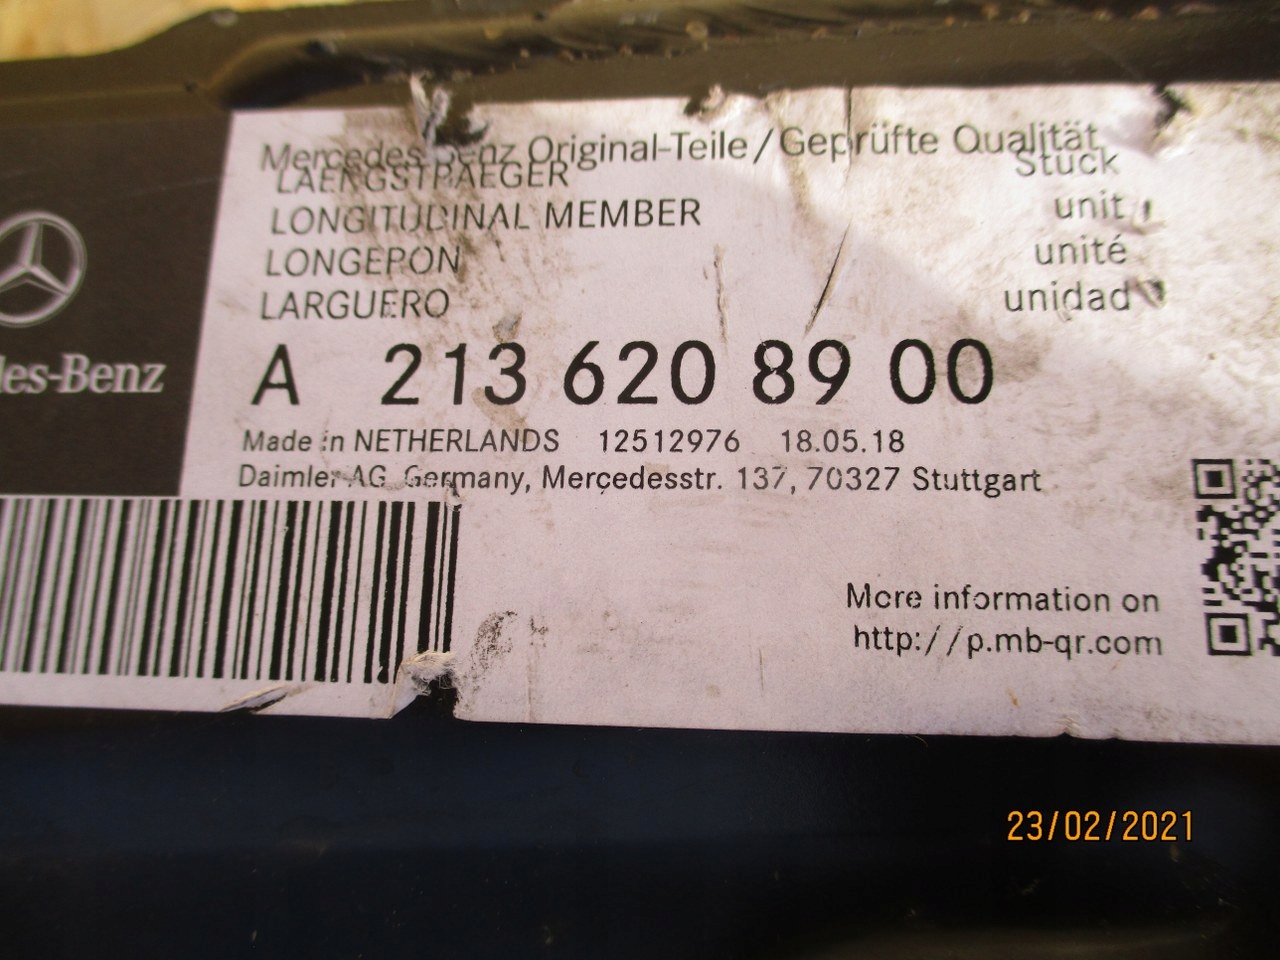 Mercedes-Benz Original-Teile/Geprüfte Qualität
LAENGSTRAEGER Stück
LONGITUDINAL MEMBER unit
LONGERON unité
LARGUERO unidad
des-Benz
A 213 620 89 00
Made in NETHERLANDS 12512976 18.05.18
Daimler AG Germany, Mercedesstr. 137, 70327 Stuttgart
More information on
http://p.mb-qr.com
23/02/2021